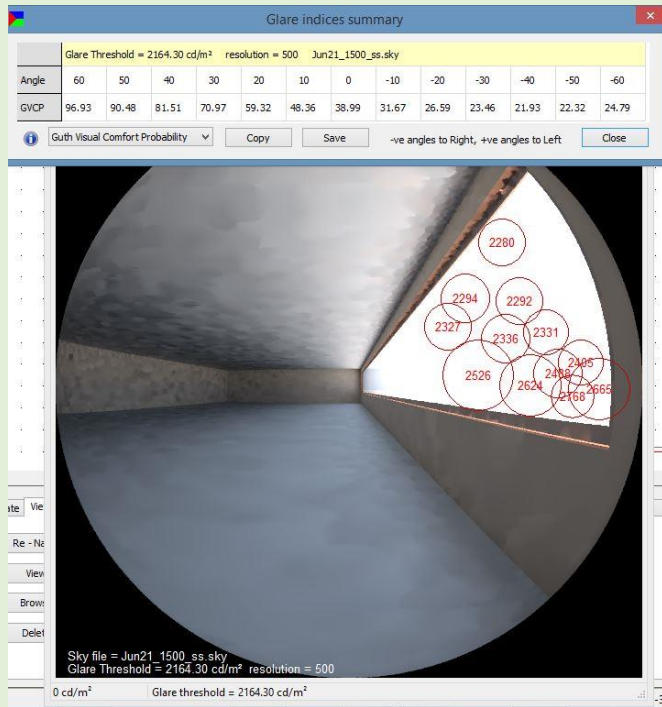 Glare indices summary
Glare Threshold = 2164.30 cd/m² resolution = 500 Jun21_1500_ss.sky
Angle 60 50 40 30 20 10 0 -10 -20 -30 -40 -50 -60
GVCP 96.93 90.48 81.51 70.97 59.32 48.36 38.99 31.67 26.59 23.46 21.93 22.32 24.79
Guth Visual Comfort Probability Copy Save -ve angles to Right, +ve angles to Left Close
2280
2294 2292
2327 2336 2331
2526 2624 2405
2768 2665
ate Vie
Re - Na
View
Brows
Delet
Sky file = Jun21_1500_ss.sky
Glare Threshold = 2164.30 cd/m² resolution = 500
0 cd/m² Glare threshold = 2164.30 cd/m²